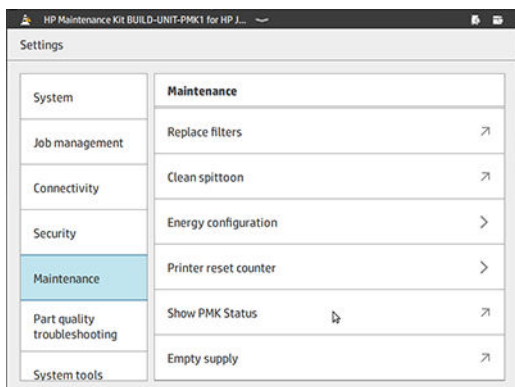 HP Maintenance Kit BUILD-UNIT-PMK1 for HP J...
Settings
System
Job management
Connectivity
Security
Maintenance
Part quality
troubleshooting
System tools
Maintenance
Replace filters
Clean spittoon
Energy configuration
Printer reset counter
Show PMK Status
Empty supply